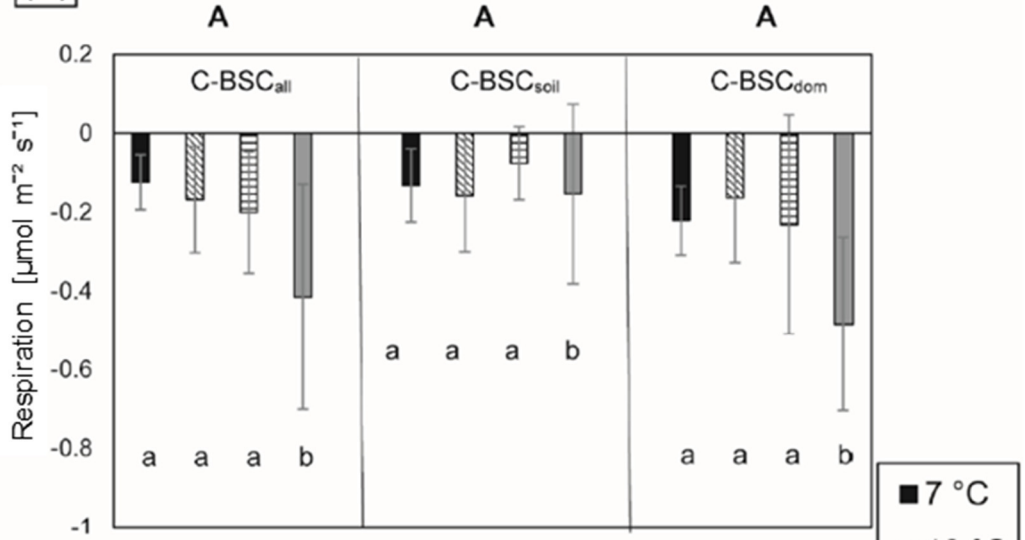 A A A
0.2
C-BSCall C-BSCsoil C-BSCdom
0
-0.2
-0.4
-0.6
-0.8
-1
Respiration [µmol m⁻² s⁻¹]
a a a b
a a a b
a a a b
7 °C